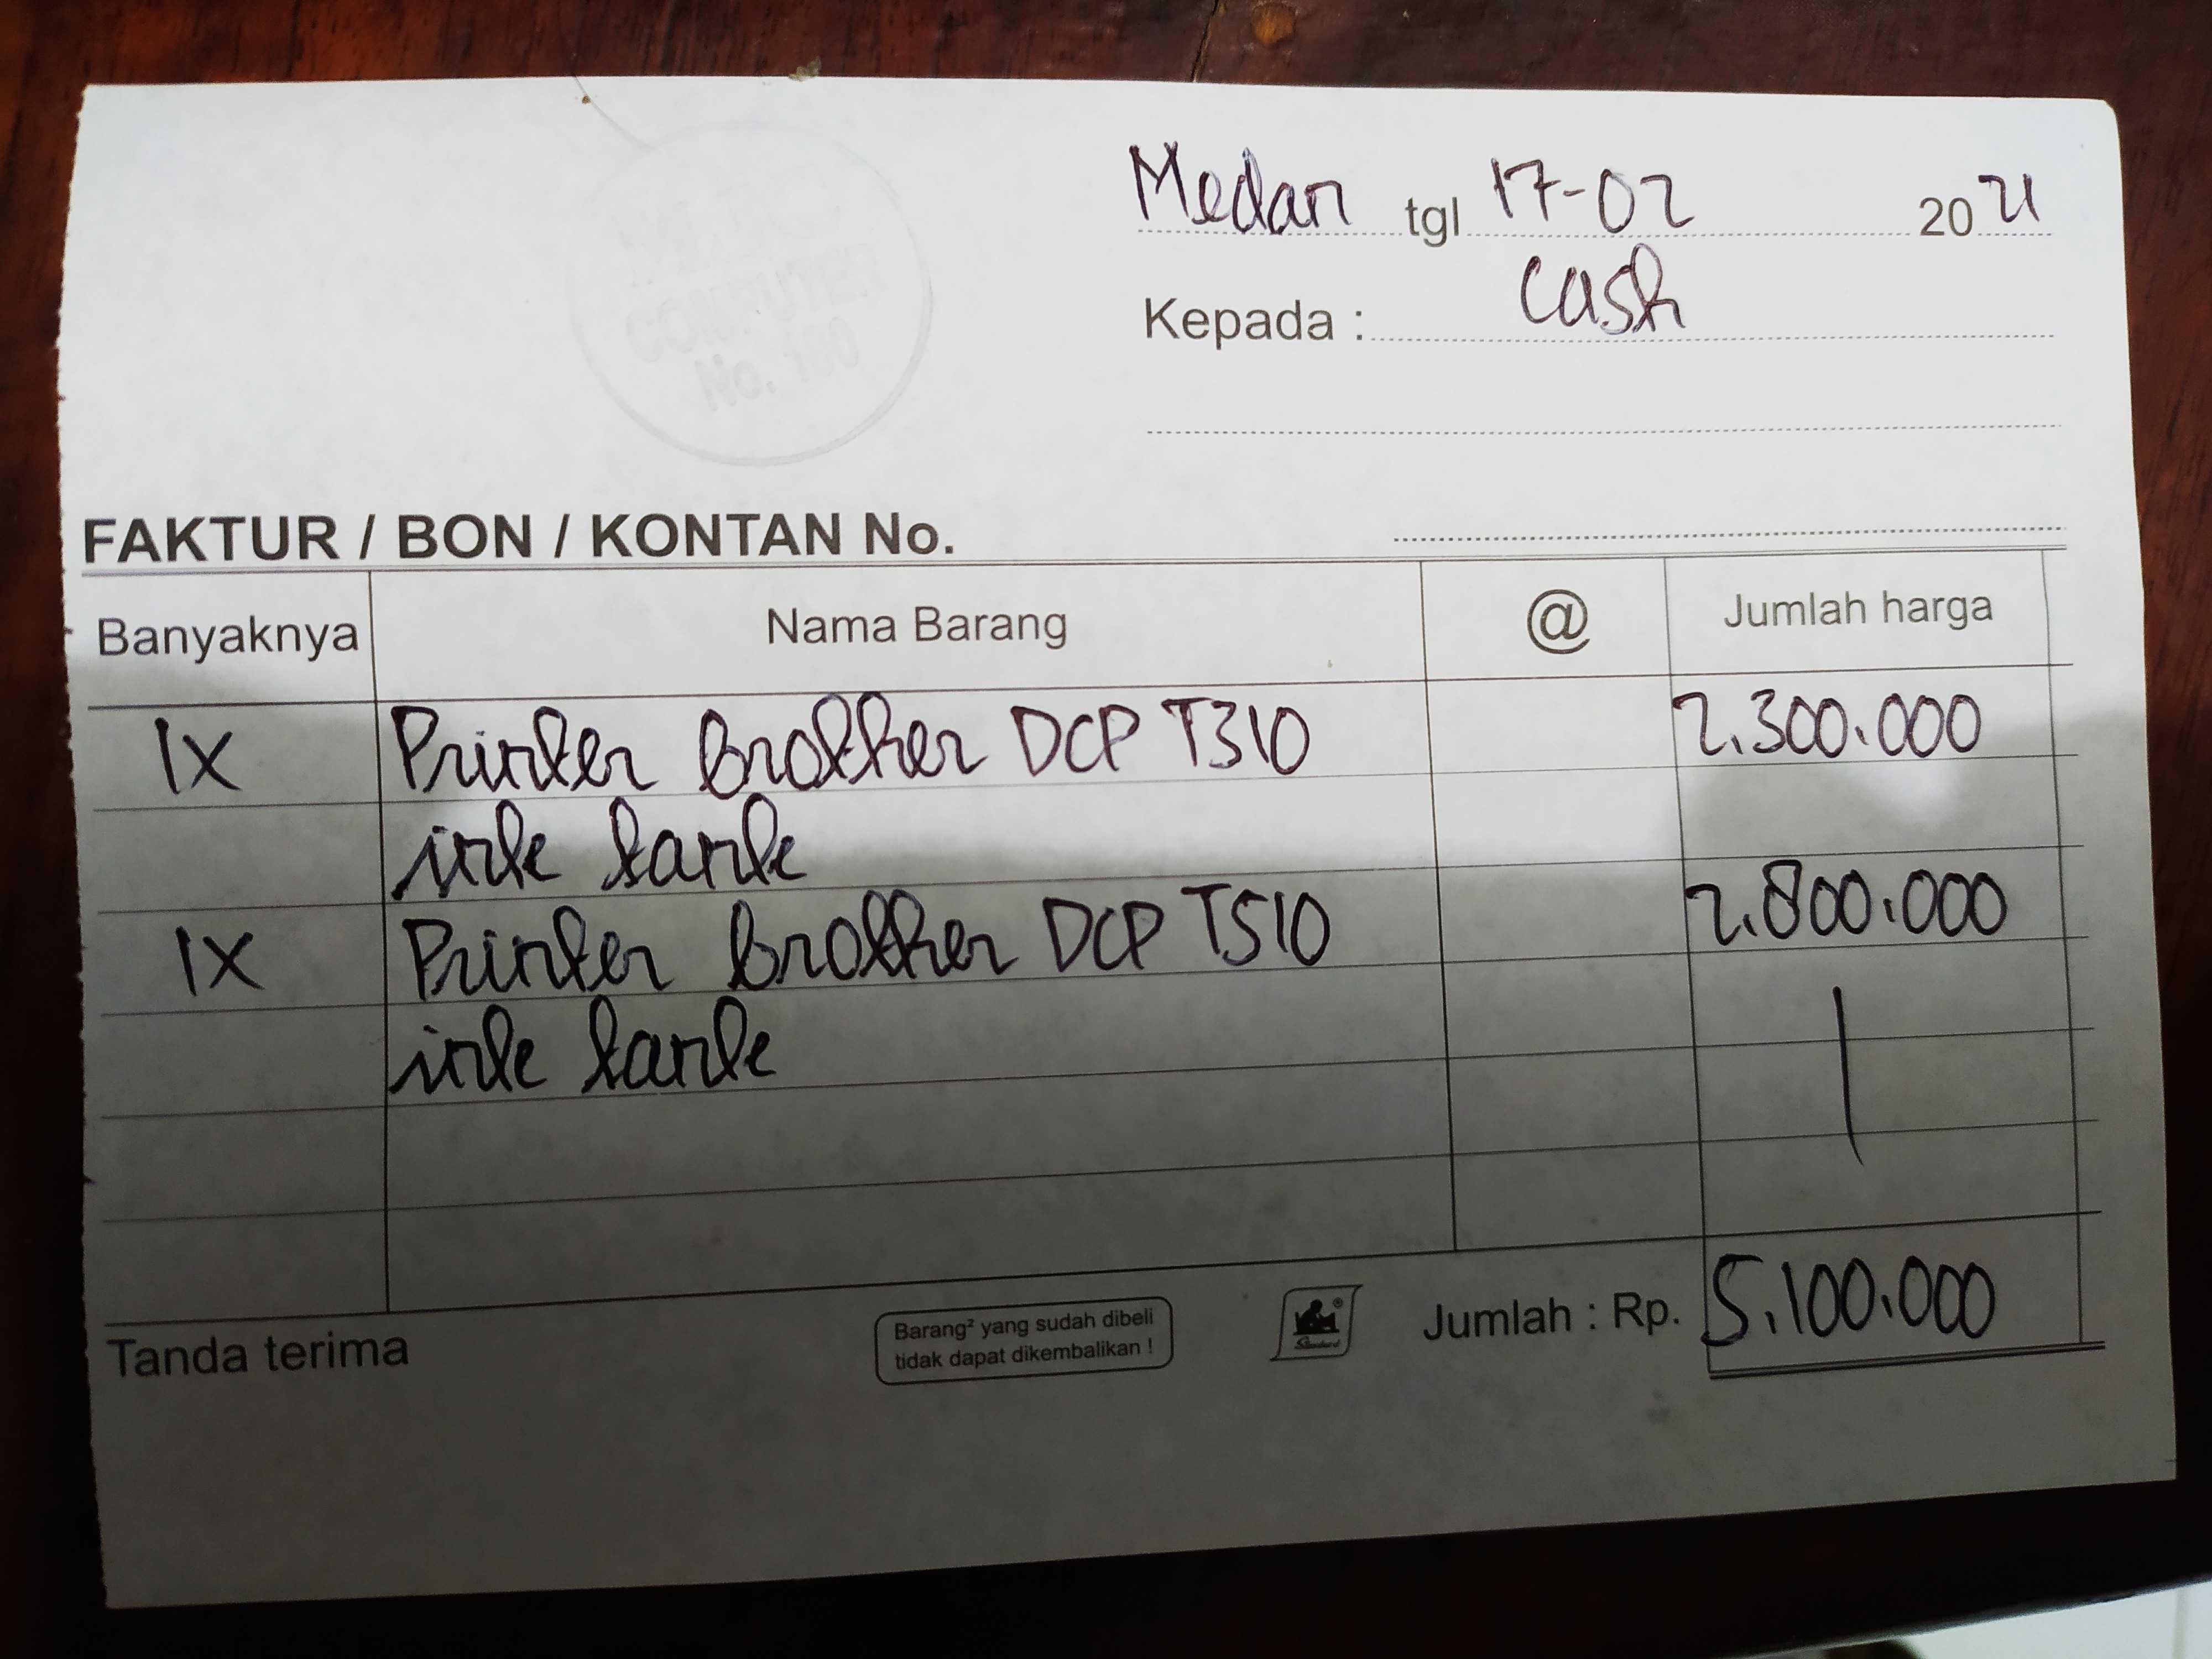 Medan tgl 17-02 2021
Kepada : Cash
FAKTUR / BON / KONTAN No.
Banyaknya Nama Barang @ Jumlah harga
1X Printer Brother DCP T310 2.300.000
ink tank
1X Printer Brother DCP T510 2.800.000
ink tank
Tanda terima
Barang² yang sudah dibeli
tidak dapat dikembalikan !
Standard
Jumlah : Rp. 5.100.000